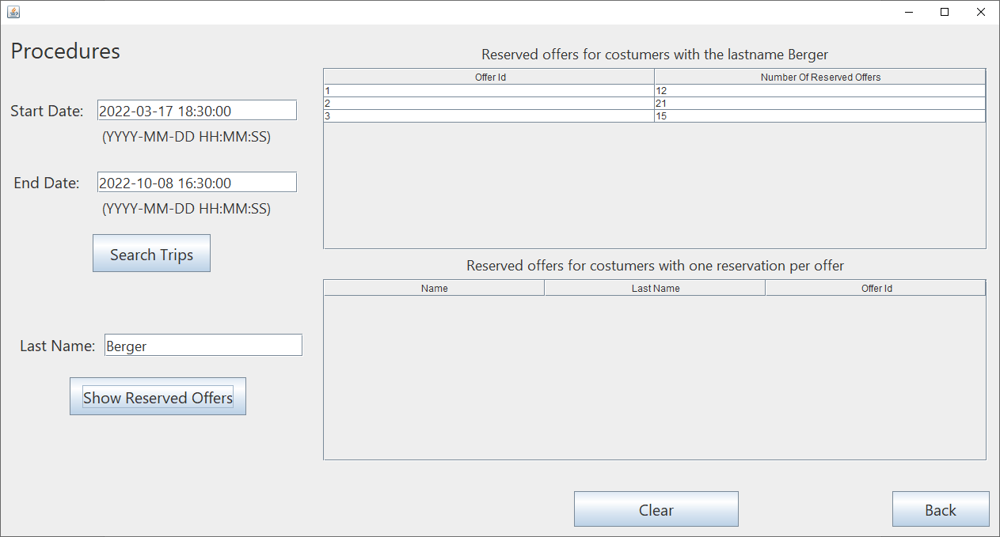 Procedures
Start Date: 2022-03-17 18:30:00
(YYYY-MM-DD HH:MM:SS)
End Date: 2022-10-08 16:30:00
(YYYY-MM-DD HH:MM:SS)
Search Trips
Last Name: Berger
Show Reserved Offers
Reserved offers for costumers with the lastname Berger
Offer Id Number Of Reserved Offers
1 12
2 21
3 15
Reserved offers for costumers with one reservation per offer
Name Last Name Offer Id
Clear Back